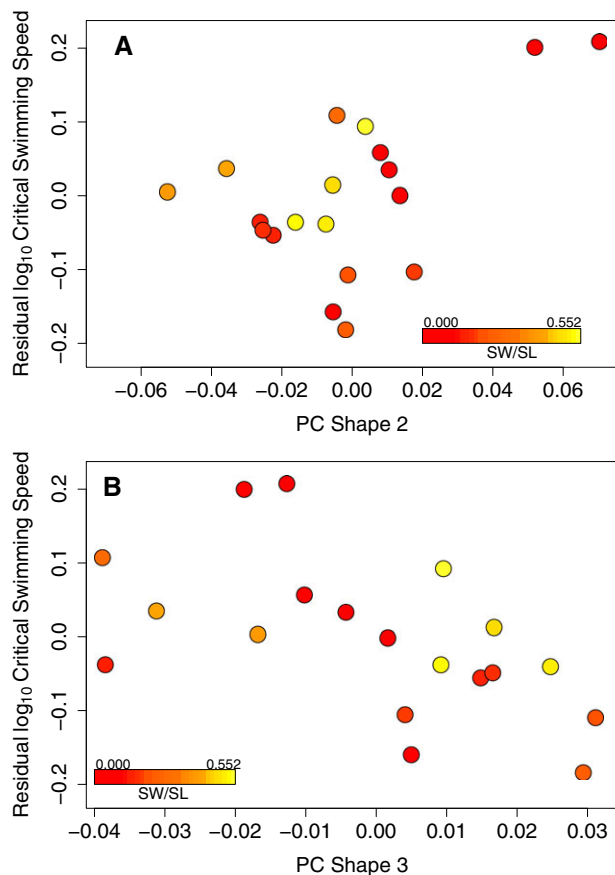 A
Residual log₁₀ Critical Swimming Speed
0.2
0.1
0.0
−0.1
−0.2
0.000 0.552
SW/SL
−0.06 −0.04 −0.02 0.00 0.02 0.04 0.06
PC Shape 2
B
Residual log₁₀ Critical Swimming Speed
0.2
0.1
0.0
−0.1
−0.2
0.000 0.552
SW/SL
−0.04 −0.03 −0.02 −0.01 0.00 0.01 0.02 0.03
PC Shape 3